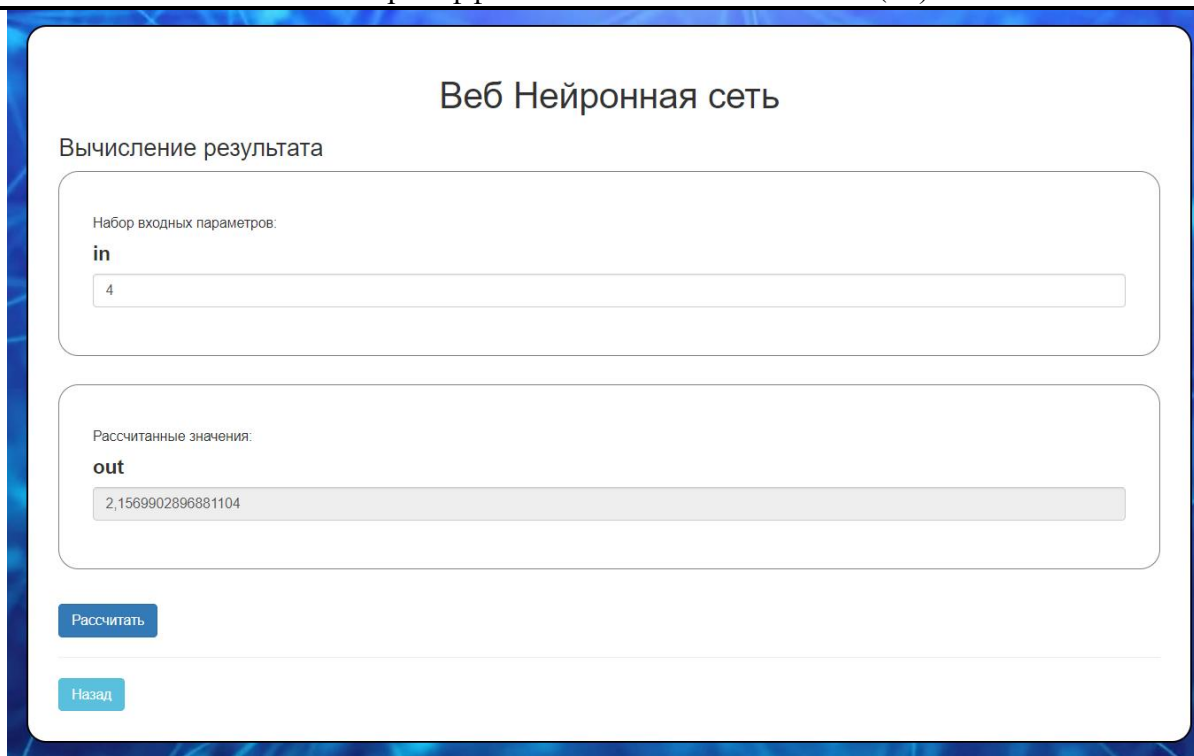 Веб Нейронная сеть
Вычисление результата
Набор входных параметров:
in
4
Рассчитанные значения:
out
2,1569902896881104
Рассчитать
Назад